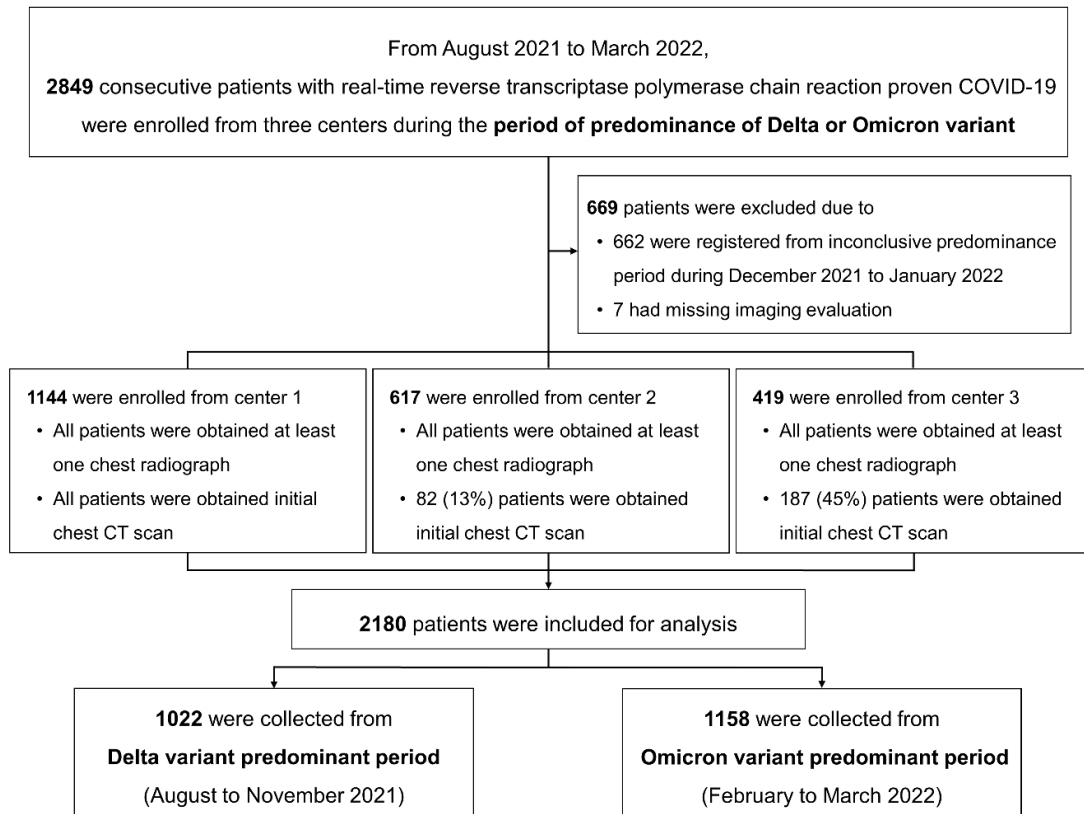 From August 2021 to March 2022,
2849 consecutive patients with real-time reverse transcriptase polymerase chain reaction proven COVID-19
were enrolled from three centers during the period of predominance of Delta or Omicron variant
669 patients were excluded due to
• 662 were registered from inconclusive predominance
period during December 2021 to January 2022
• 7 had missing imaging evaluation
1144 were enrolled from center 1
• All patients were obtained at least
one chest radiograph
• All patients were obtained initial
chest CT scan
617 were enrolled from center 2
• All patients were obtained at least
one chest radiograph
• 82 (13%) patients were obtained
initial chest CT scan
419 were enrolled from center 3
• All patients were obtained at least
one chest radiograph
• 187 (45%) patients were obtained
initial chest CT scan
2180 patients were included for analysis
1022 were collected from
Delta variant predominant period
(August to November 2021)
1158 were collected from
Omicron variant predominant period
(February to March 2022)